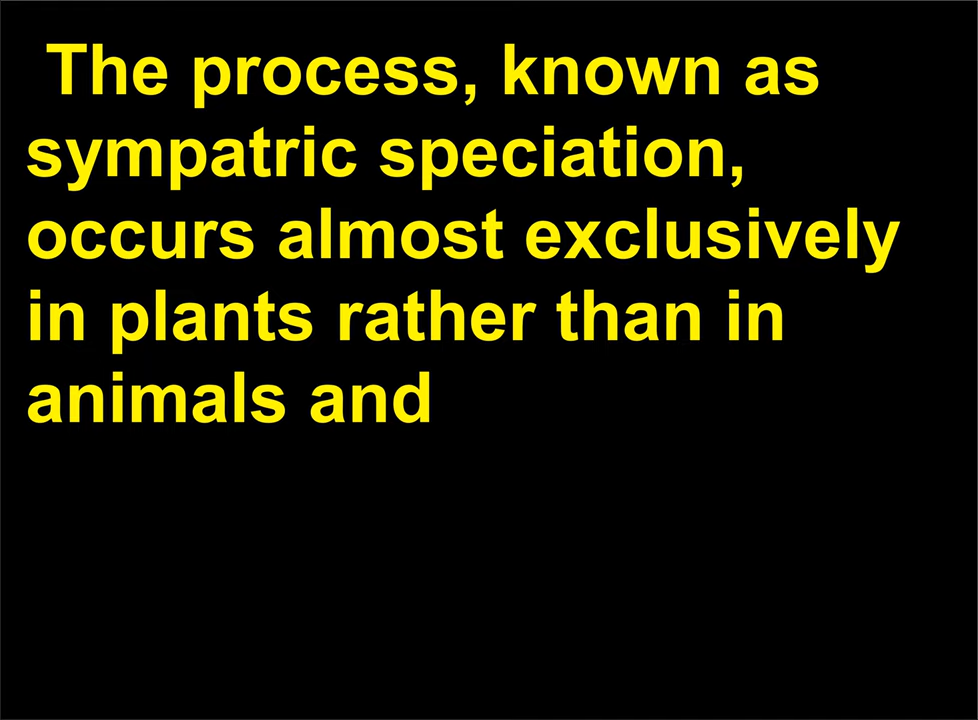 The process, known as
sympatric speciation,
occurs almost exclusively
in plants rather than in
animals and